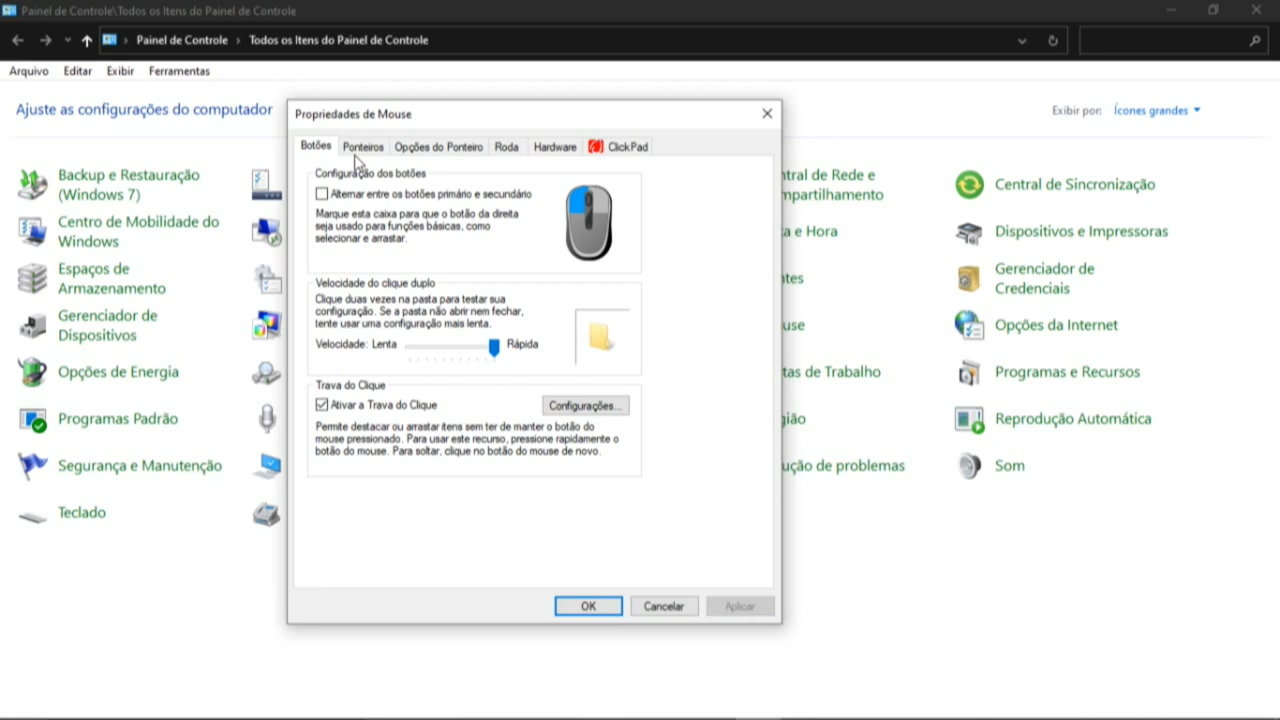 Painel de Controle\Todos os Itens do Painel de Controle
Painel de Controle › Todos os Itens do Painel de Controle
Arquivo Editar Exibir Ferramentas
Ajuste as configurações do computador
Exibir por: Ícones grandes
Backup e Restauração
(Windows 7)
Centro de Mobilidade do
Windows
Espaços de
Armazenamento
Gerenciador de
Dispositivos
Opções de Energia
Programas Padrão
Segurança e Manutenção
Teclado
Propriedades de Mouse
Botões Ponteiros Opções do Ponteiro Roda Hardware ClickPad
Configuração dos botões
Alternar entre os botões primário e secundário
Marque esta caixa para que o botão da direita
seja usado para funções básicas, como
selecionar e arrastar.
Velocidade do clique duplo
Clique duas vezes na pasta para testar sua
configuração. Se a pasta não abrir nem fechar,
tente usar uma configuração mais lenta.
Velocidade: Lenta Rápida
Trava do Clique
Ativar a Trava do Clique
Configurações...
Permite destacar ou arrastar itens sem ter de manter o botão do
mouse pressionado. Para usar este recurso, pressione rapidamente o
botão do mouse. Para soltar, clique no botão do mouse de novo.
OK Cancelar Aplicar
ntral de Rede e
mpartilhamento
a e Hora
ntes
use
tas de Trabalho
gião
ução de problemas
Central de Sincronização
Dispositivos e Impressoras
Gerenciador de
Credenciais
Opções da Internet
Programas e Recursos
Reprodução Automática
Som